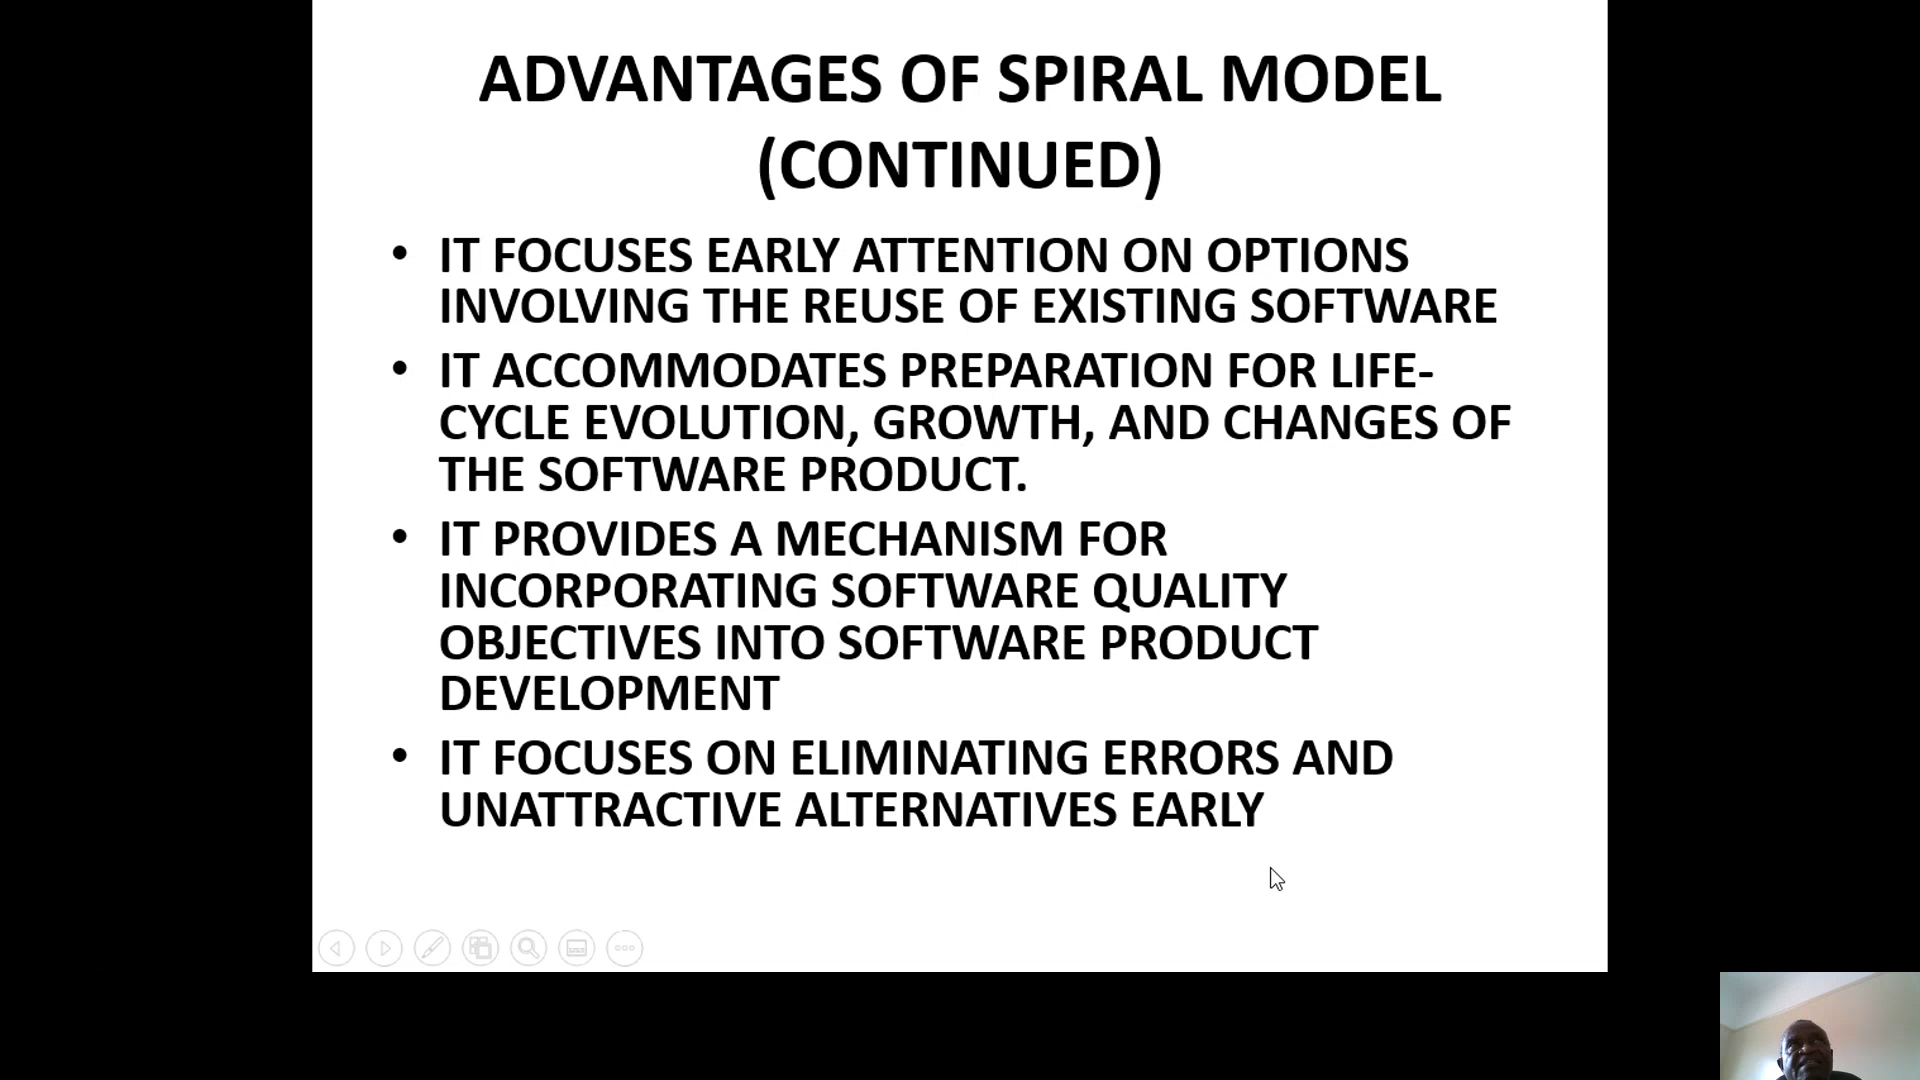 ADVANTAGES OF SPIRAL MODEL
(CONTINUED)
• IT FOCUSES EARLY ATTENTION ON OPTIONS
INVOLVING THE REUSE OF EXISTING SOFTWARE
• IT ACCOMMODATES PREPARATION FOR LIFE-
CYCLE EVOLUTION, GROWTH, AND CHANGES OF
THE SOFTWARE PRODUCT.
• IT PROVIDES A MECHANISM FOR
INCORPORATING SOFTWARE QUALITY
OBJECTIVES INTO SOFTWARE PRODUCT
DEVELOPMENT
• IT FOCUSES ON ELIMINATING ERRORS AND
UNATTRACTIVE ALTERNATIVES EARLY